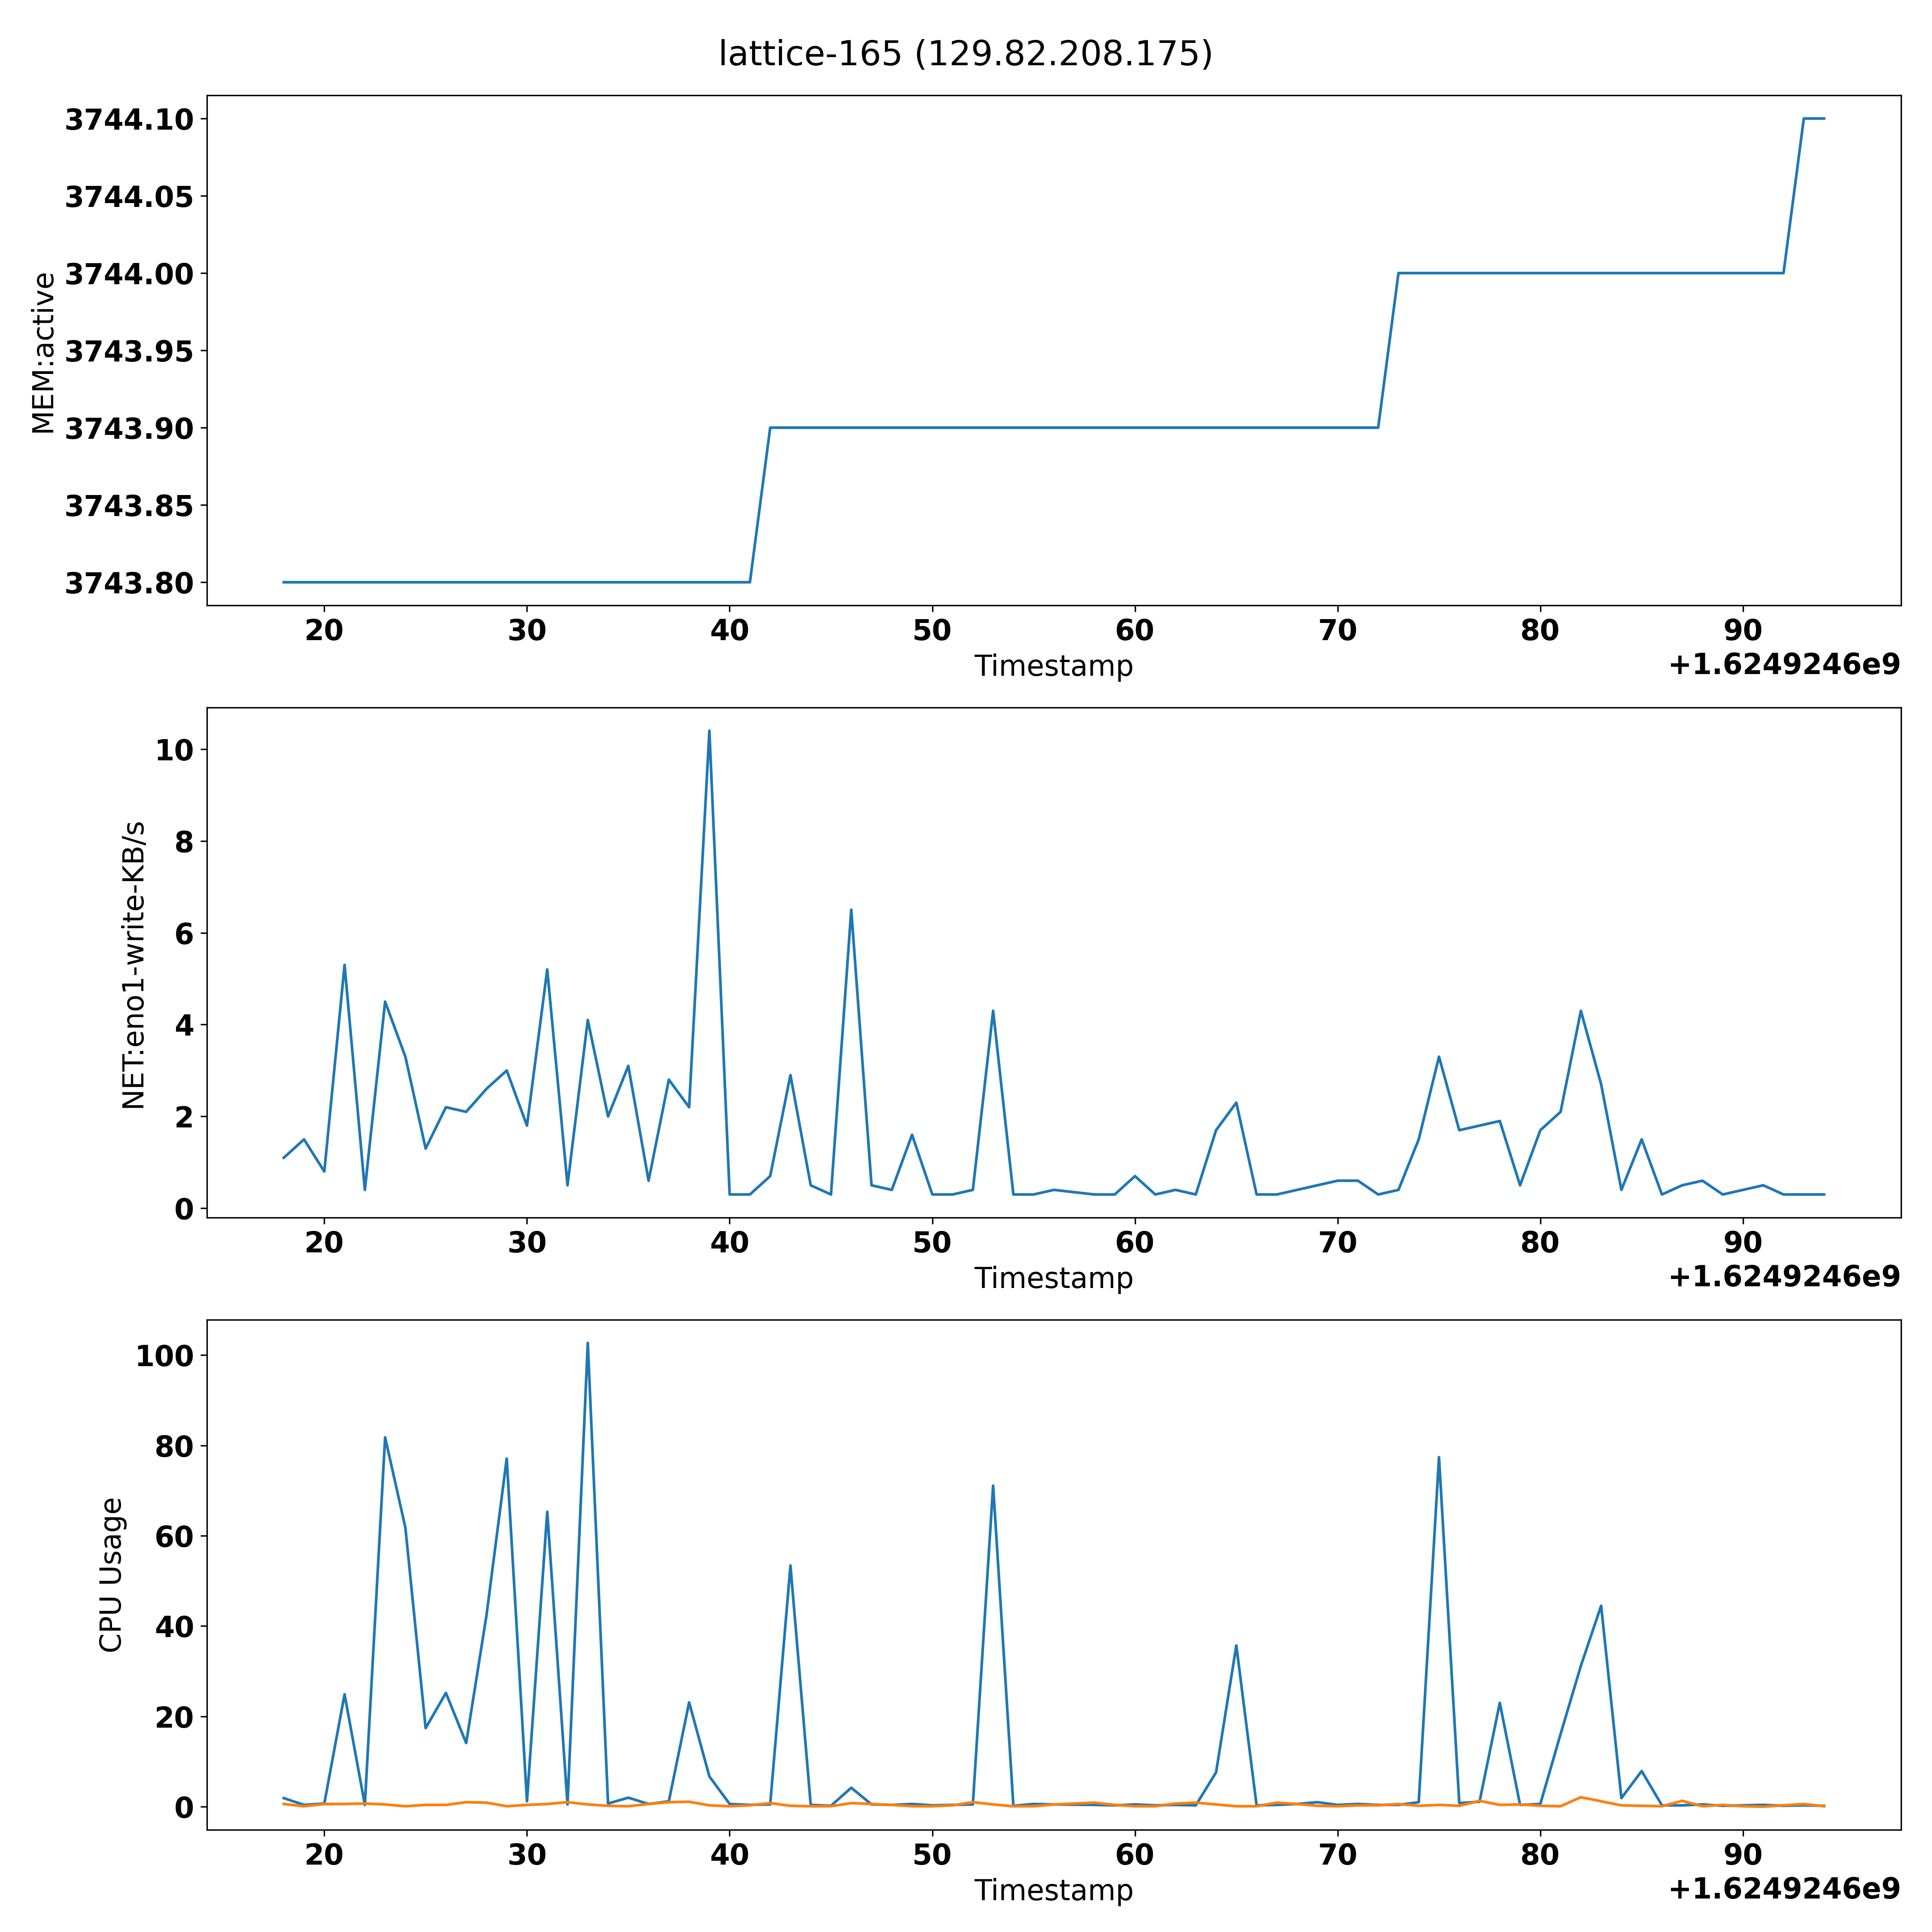 lattice-165 (129.82.208.175)
3744.10
3744.05
3744.00
3743.95
3743.90
3743.85
3743.80
MEM:active
20 30 40 50 60 70 80 90
Timestamp
+1.6249246e9
10
8
6
4
2
0
NET:eno1-write-KB/s
20 30 40 50 60 70 80 90
Timestamp
+1.6249246e9
100
80
60
40
20
0
CPU Usage
20 30 40 50 60 70 80 90
Timestamp
+1.6249246e9